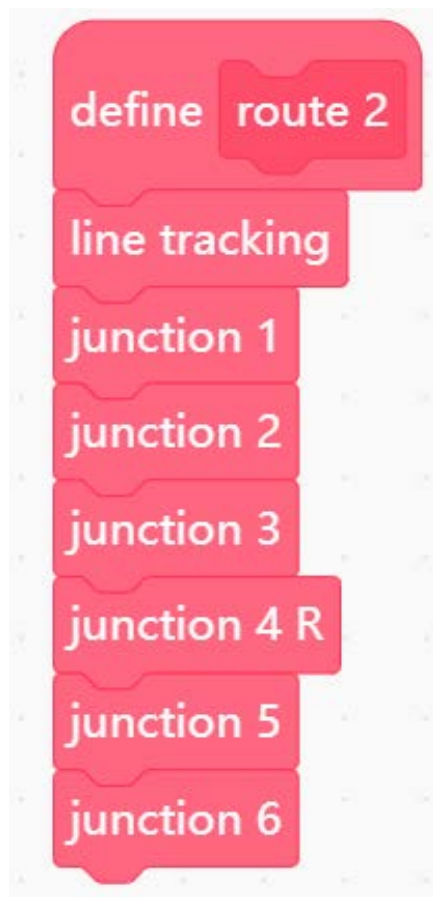 define route 2
line tracking
junction 1
junction 2
junction 3
junction 4 R
junction 5
junction 6